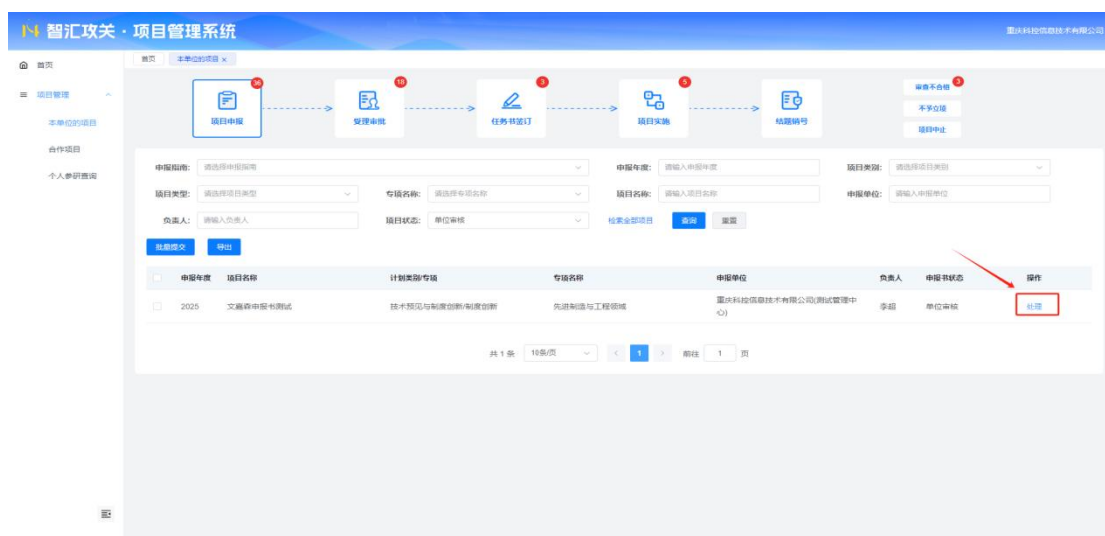 智汇攻关·项目管理系统
重庆科控信息技术有限公司
首页
首页 本单位的项目 ×
项目管理
本单位的项目
合作项目
个人参研查询
36 18 3 5 3
项目申报 受理审批 任务书签订 项目实施 结题销号
审查不合格
不予立项
项目中止
申报指南: 请选择申报指南 申报年度: 请输入申报年度 项目类别: 请选择项目类别
项目类型: 请选择项目类型 专项名称: 请选择专项名称 项目名称: 请输入项目名称 申报单位: 请输入申报单位
负责人: 请输入负责人 项目状态: 单位审核 检索全部项目 查询 重置
批量提交 导出
申报年度 项目名称 计划类别/专项 专项名称 申报单位 负责人 申报书状态 操作
2025 文嘉森申报书测试 技术预见与制度创新/制度创新 先进制造与工程领域 重庆科控信息技术有限公司(测试管理中
心) 李超 单位审核 处理
共 1 条 10条/页 < 1 > 前往 1 页